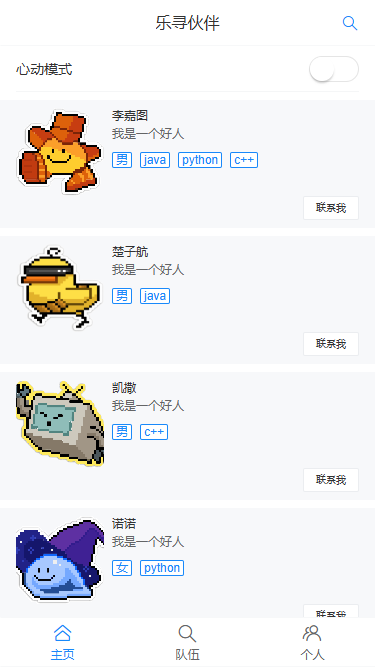 乐寻伙伴
心动模式
李嘉图
我是一个好人
男 java python c++
联系我
楚子航
我是一个好人
男 java
联系我
凯撒
我是一个好人
男 c++
联系我
诺诺
我是一个好人
女 python
联系我
主页 队伍 个人